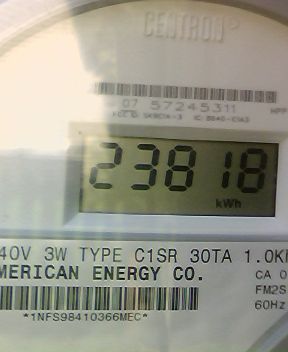 CENTRON®
07 57245311
23818
kWh
40V 3W TYPE C1SR 30TA 1.0K
MERICAN ENERGY CO.
CA 0
FM2S
60Hz
*1NFS98410366MEC*